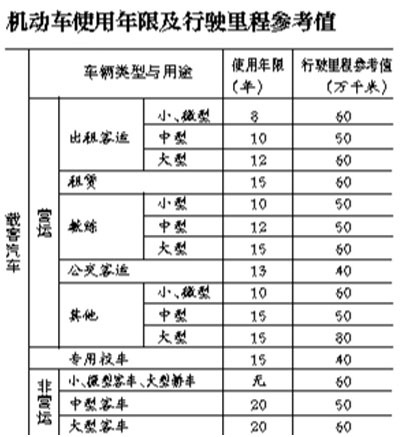 机动车使用年限及行驶里程参考值
车辆类型与用途 使用年限（年） 行驶里程参考值（万千米）
载客汽车
营运
出租客运
小、微型 8 60
中型 10 50
大型 12 60
租赁 15 60
教练
小型 10 50
中型 12 50
大型 15 60
公交客运 13 40
其他
小、微型 10 60
中型 15 50
大型 15 80
专用校车 15 40
非营运
小、微型客车、大型轿车 无 60
中型客车 20 50
大型客车 20 60